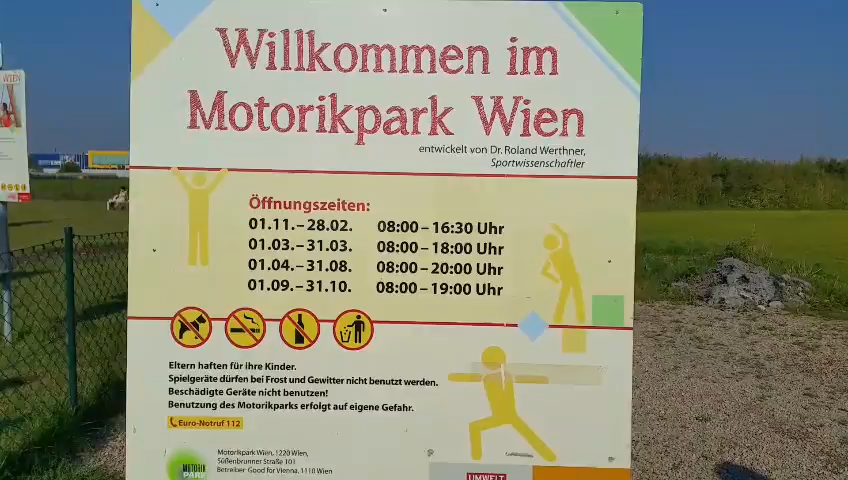 Willkommen im
Motorikpark Wien
entwickelt von Dr. Roland Werthner,
Sportwissenschaftler
Öffnungszeiten:
01.11.–28.02. 08:00–16:30 Uhr
01.03.–31.03. 08:00–18:00 Uhr
01.04.–31.08. 08:00–20:00 Uhr
01.09.–31.10. 08:00–19:00 Uhr
Eltern haften für ihre Kinder.
Spielgeräte dürfen bei Frost und Gewitter nicht benutzt werden.
Beschädigte Geräte nicht benutzen!
Benutzung des Motorikparks erfolgt auf eigene Gefahr.
Euro-Notruf 112
MOTORIK
PARK
Motorikpark Wien, 1220 Wien,
Süßenbrunner Straße 101
Betreiber Good for Vienna, 1110 Wien
UMWELT
WIEN